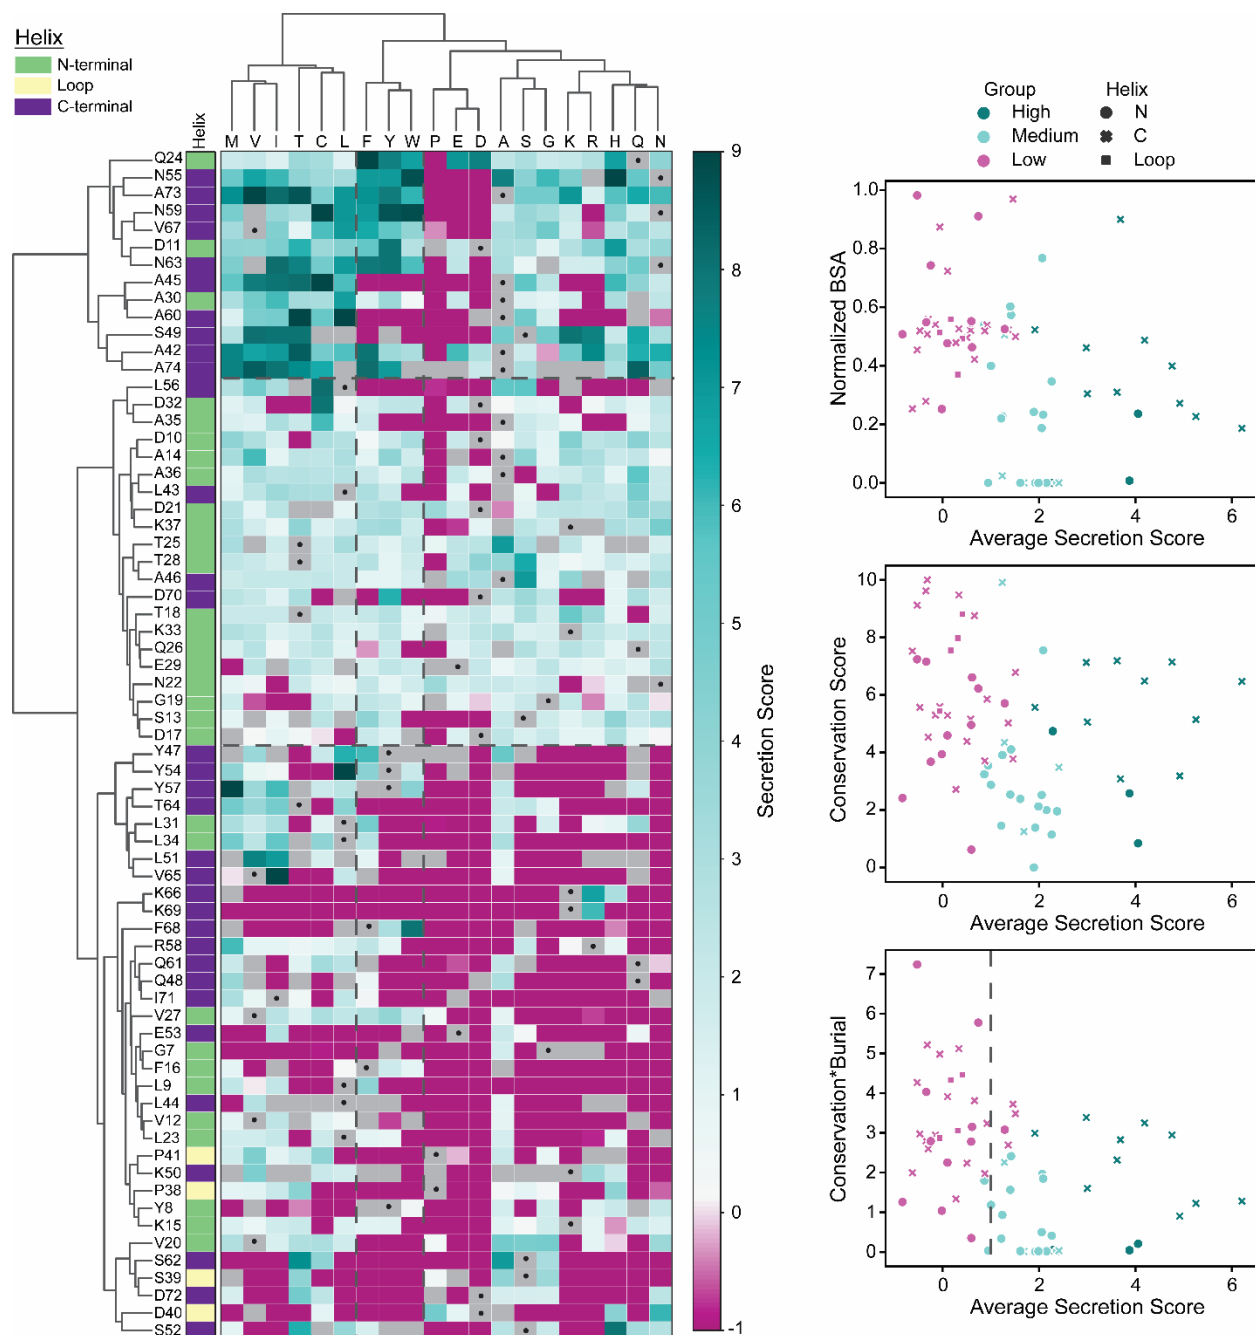 Helix
N-terminal
Loop
C-terminal
Helix
M V I T C L F Y W P E D A S G K R H Q N
Q24
N55
A73
N59
V67
D11
N63
A45
A30
A60
S49
A42
A74
L56
D32
A35
D10
A14
A36
L43
D21
K37
T25
T28
A46
D70
T18
K33
Q26
E29
N22
G19
S13
D17
Y47
Y54
Y57
T64
L31
L34
L51
V65
K66
K69
F68
R58
Q61
Q48
I71
V27
E53
G7
F16
L9
L44
V12
L23
P41
K50
P38
Y8
K15
V20
S62
S39
D72
D40
S52
9
8
7
6
5
4
3
2
1
0
-1
Secretion Score
Group Helix
High N
Medium C
Low Loop
1.0
0.8
0.6
0.4
0.2
0.0
Normalized BSA
0 2 4 6
Average Secretion Score
10
8
6
4
2
0
Conservation Score
0 2 4 6
Average Secretion Score
7
6
5
4
3
2
1
0
Conservation*Burial
0 2 4 6
Average Secretion Score